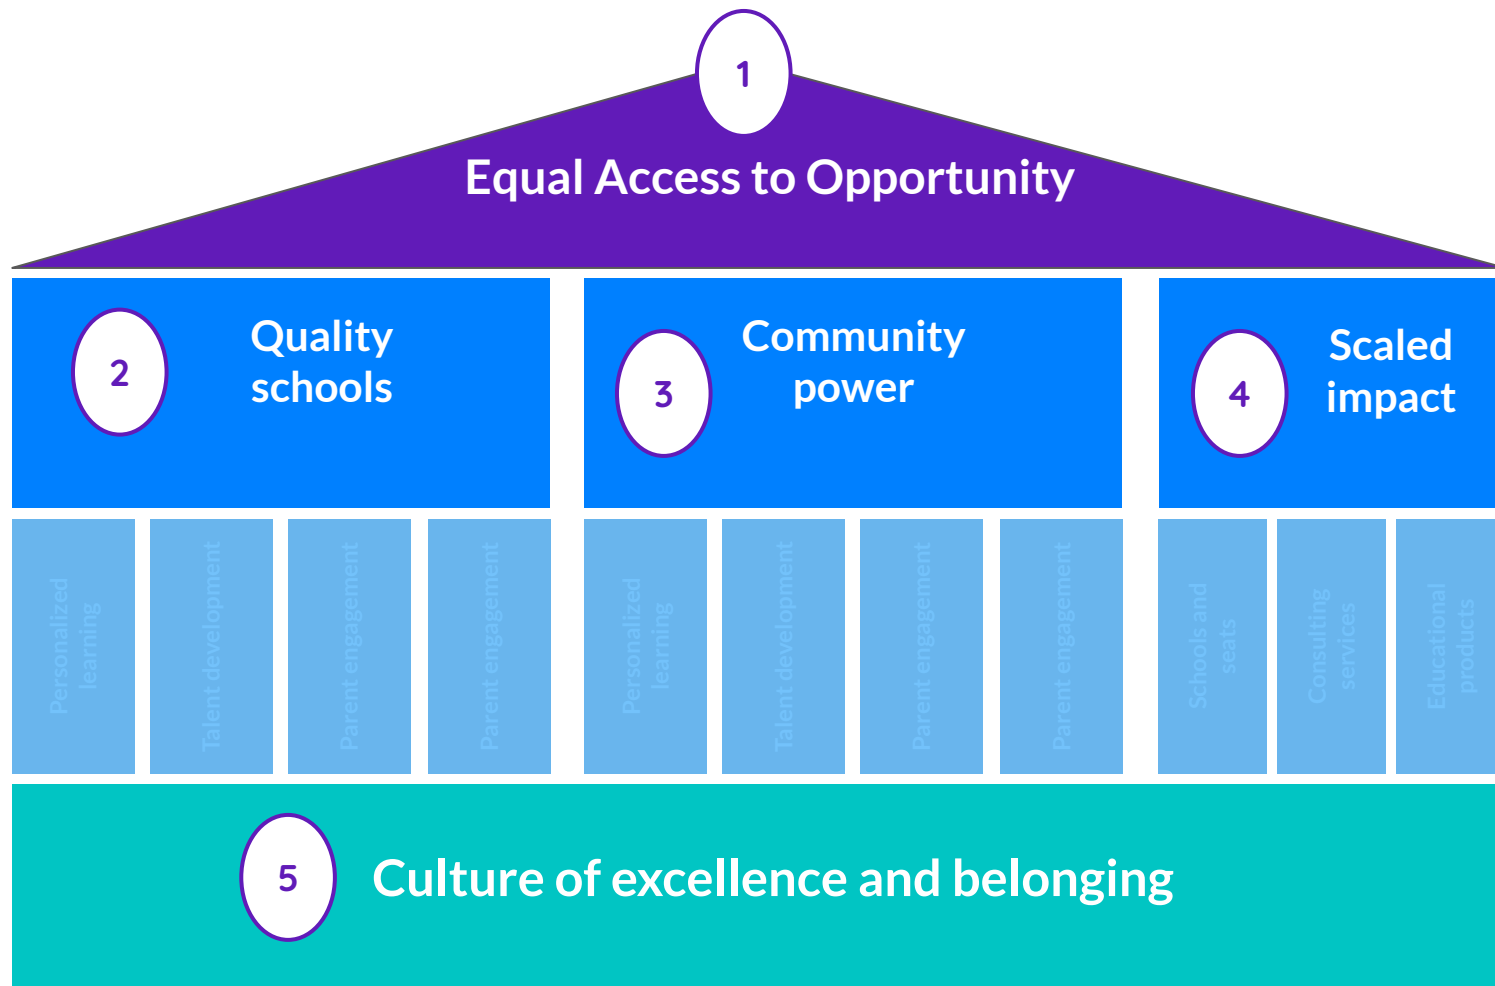 1
Equal Access to Opportunity
2
Quality
schools
3
Community
power
4
Scaled
impact
Personalized
learning
Talent development
Parent engagement
Parent engagement
Personalized
learning
Talent development
Parent engagement
Parent engagement
Schools and
seats
Consulting
services
Educational
products
5
Culture of excellence and belonging